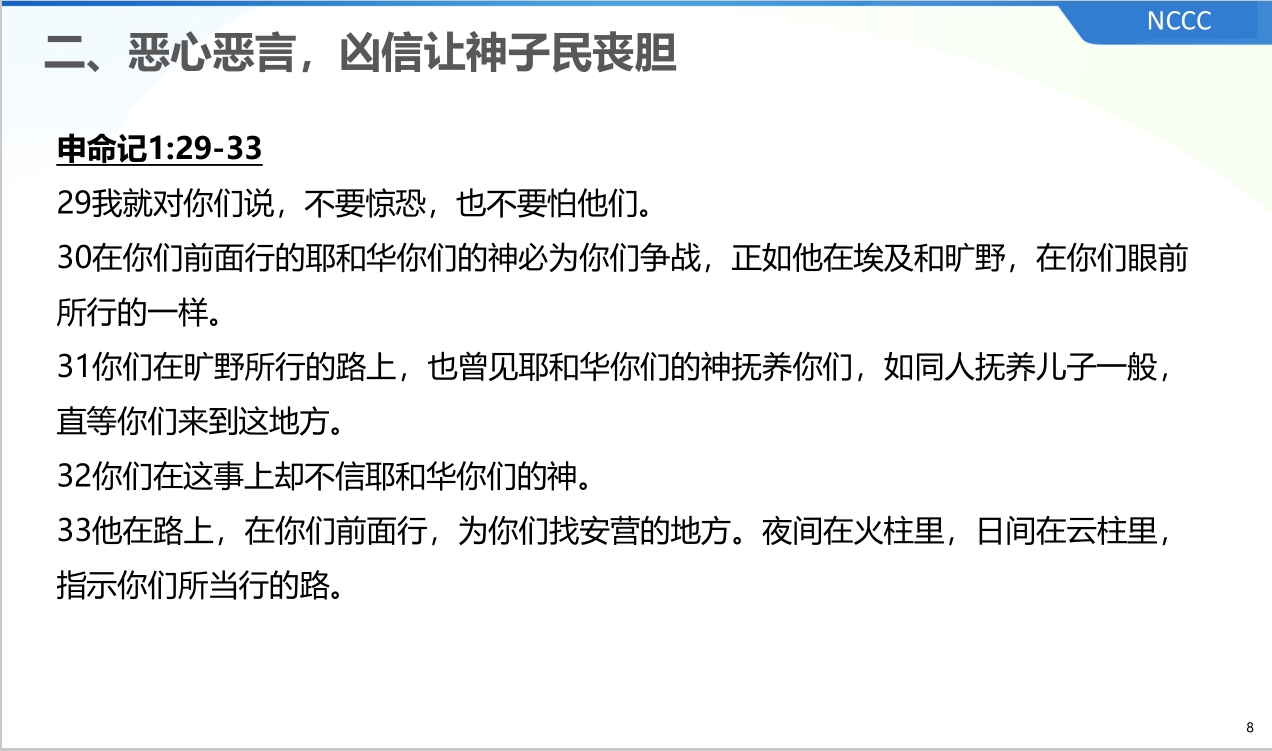 NCCC
二、恶心恶言，凶信让神子民丧胆
申命记1:29-33
29我就对你们说，不要惊恐，也不要怕他们。
30在你们前面行的耶和华你们的神必为你们争战，正如他在埃及和旷野，在你们眼前
所行的一样。
31你们在旷野所行的路上，也曾见耶和华你们的神抚养你们，如同人抚养儿子一般，
直等你们来到这地方。
32你们在这事上却不信耶和华你们的神。
33他在路上，在你们前面行，为你们找安营的地方。夜间在火柱里，日间在云柱里，
指示你们所当行的路。
8